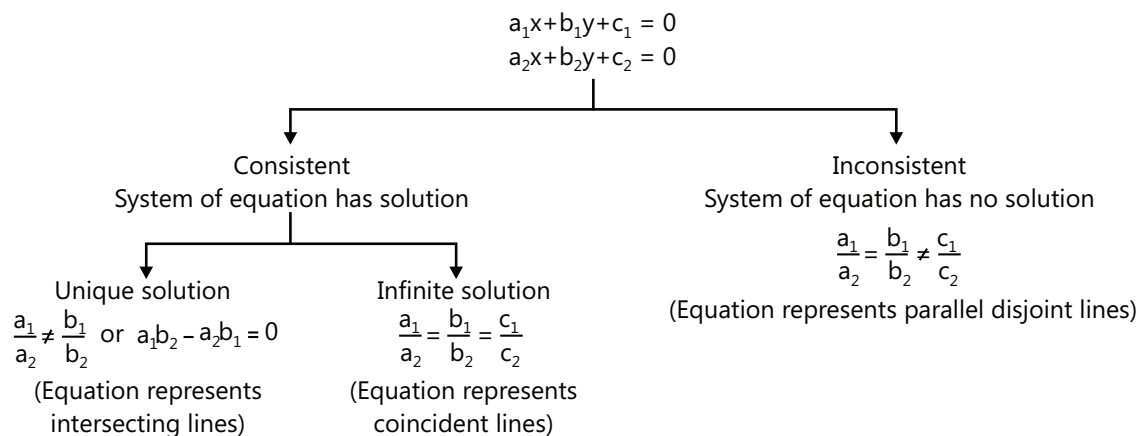 a₁x+b₁y+c₁ = 0
a₂x+b₂y+c₂ = 0
Consistent
System of equation has solution
Inconsistent
System of equation has no solution
a₁/a₂ = b₁/b₂ ≠ c₁/c₂
(Equation represents parallel disjoint lines)
Unique solution
a₁/a₂ ≠ b₁/b₂ or a₁b₂ – a₂b₁ = 0
(Equation represents
intersecting lines)
Infinite solution
a₁/a₂ = b₁/b₂ = c₁/c₂
(Equation represents
coincident lines)